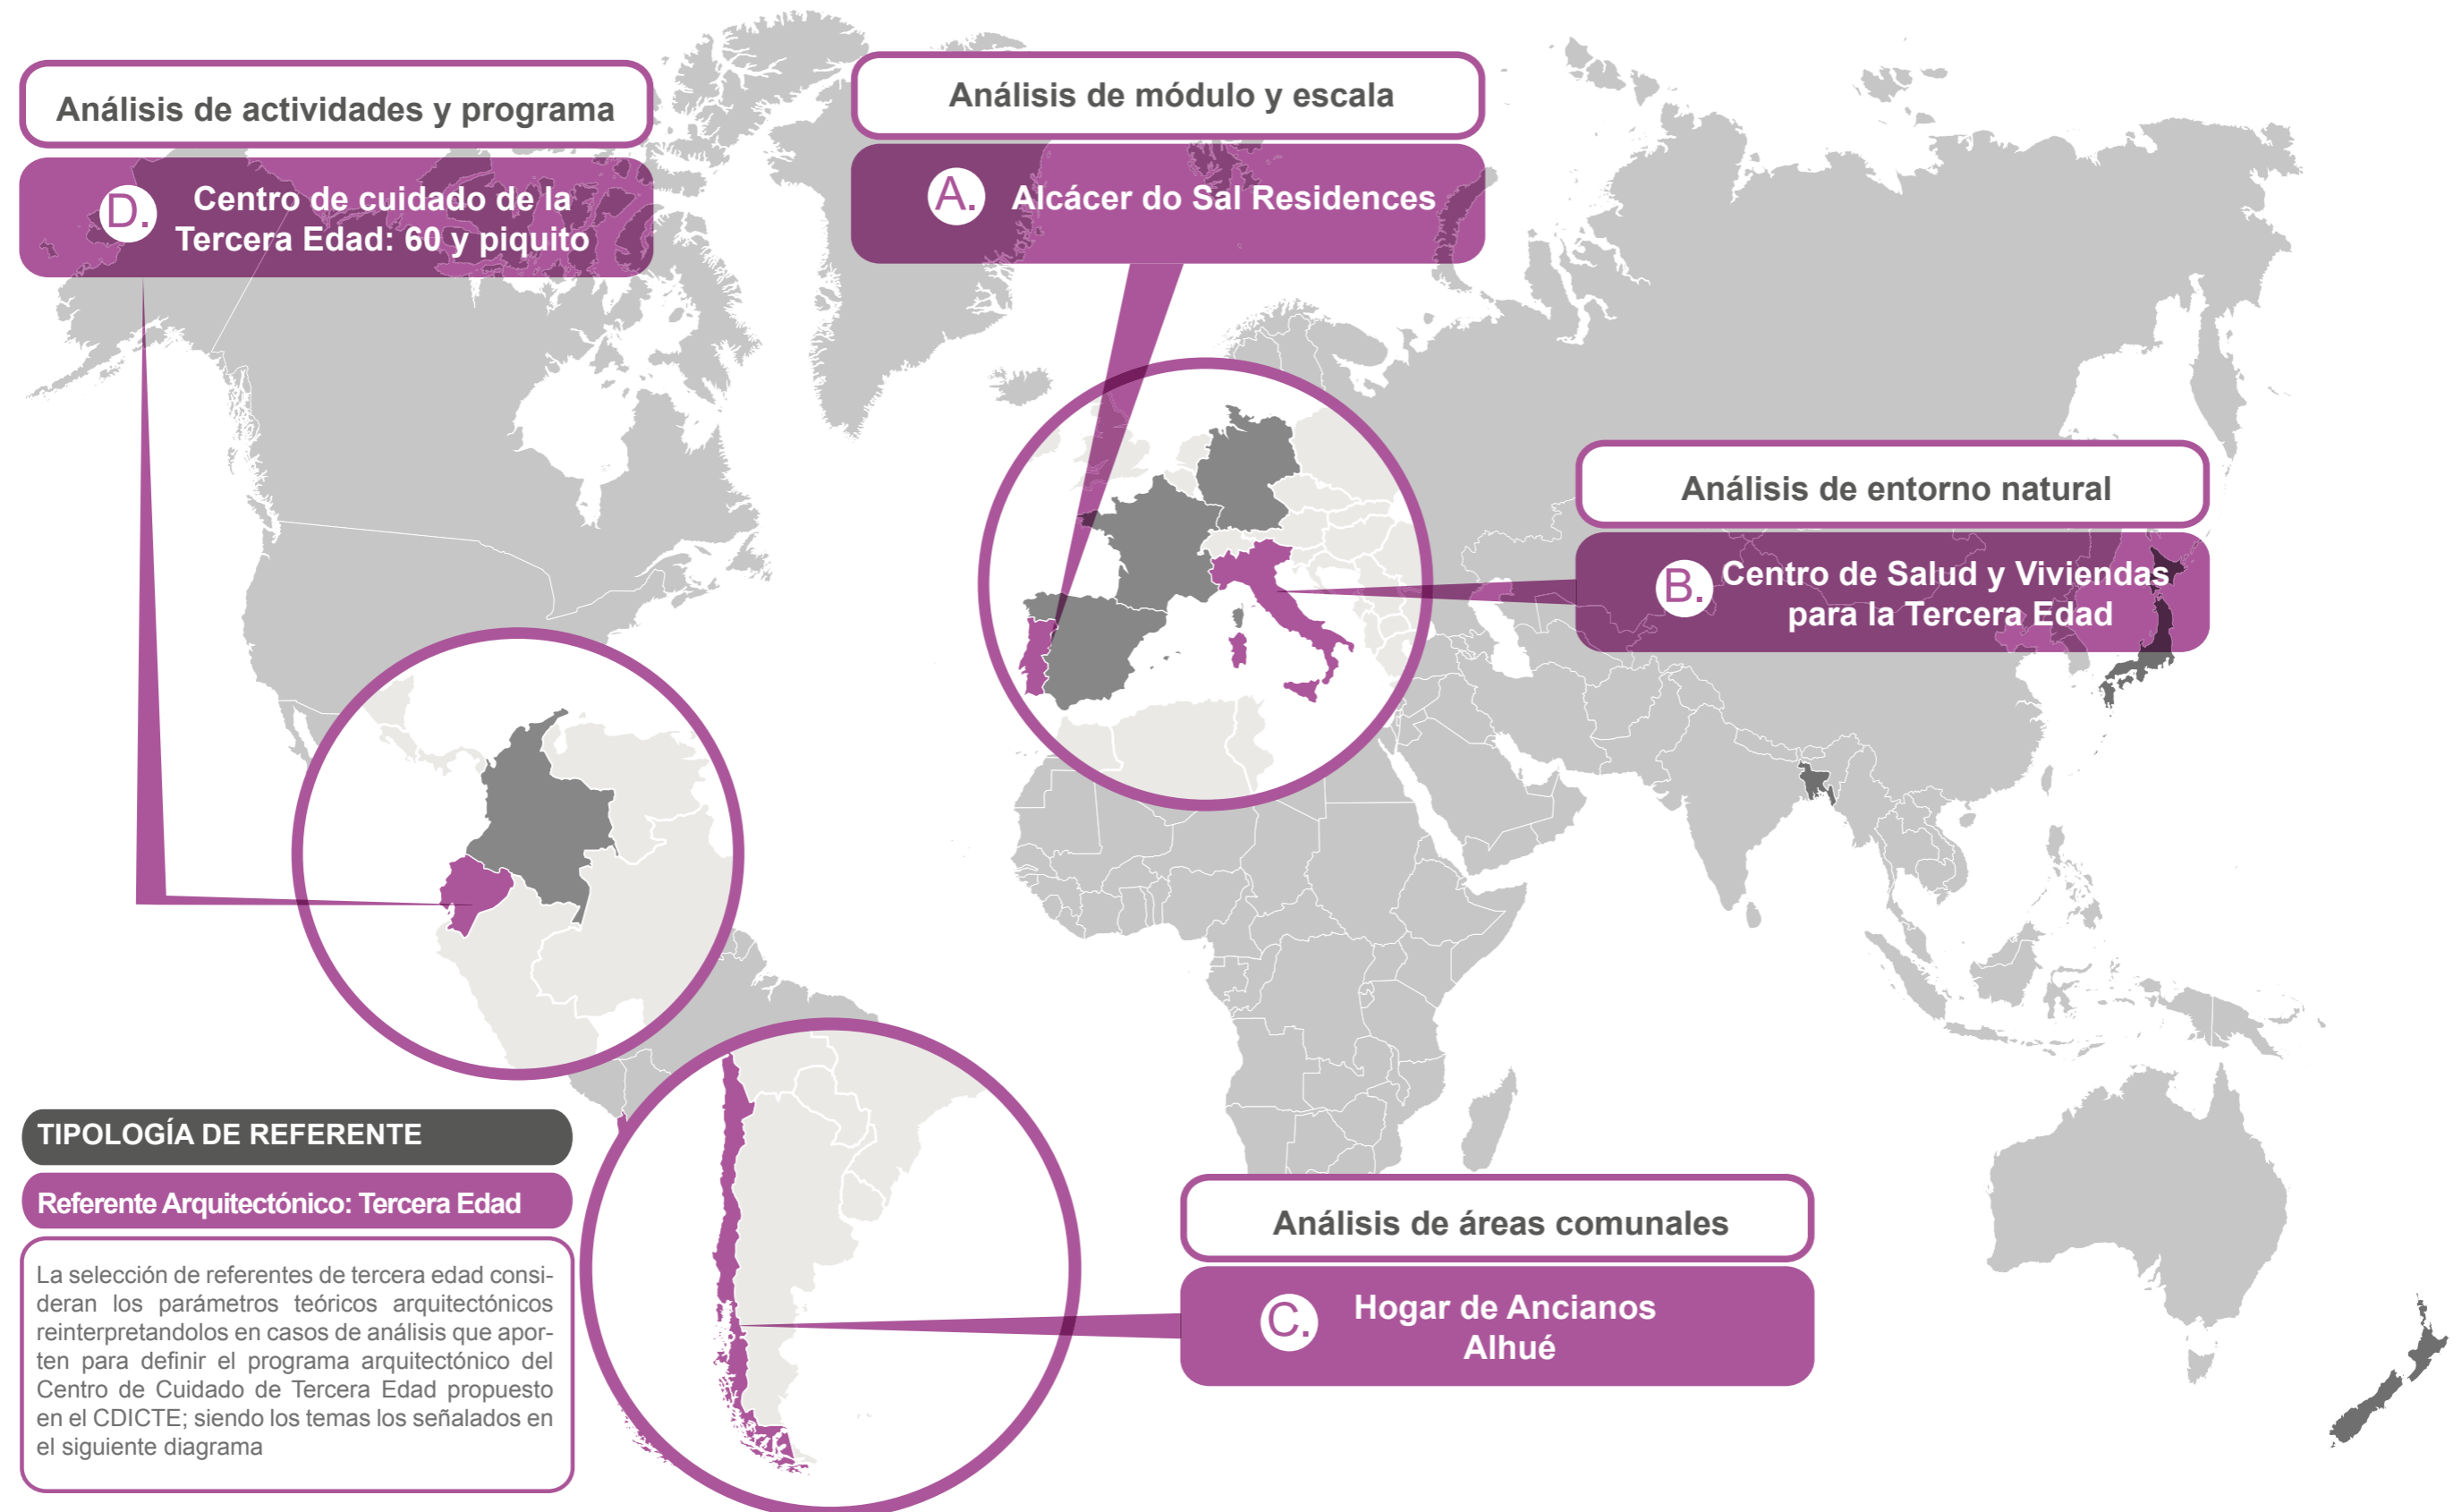 Análisis de actividades y programa
D.
Centro de cuidado de la
Tercera Edad: 60 y piquito
Análisis de módulo y escala
A.
Alcácer do Sal Residences
Análisis de entorno natural
B.
Centro de Salud y Viviendas
para la Tercera Edad
TIPOLOGÍA DE REFERENTE
Referente Arquitectónico: Tercera Edad
La selección de referentes de tercera edad consi-
deran los parámetros teóricos arquitectónicos
reinterpretandolos en casos de análisis que apor-
ten para definir el programa arquitectónico del
Centro de Cuidado de Tercera Edad propuesto
en el CDICTE; siendo los temas los señalados en
el siguiente diagrama
Análisis de áreas comunales
C.
Hogar de Ancianos
Alhué